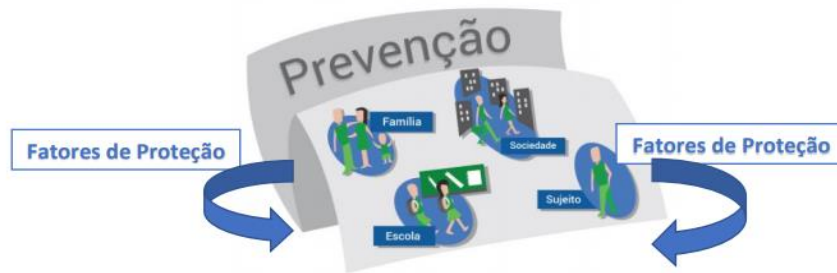 Prevenção
Família
Sociedade
Fatores de Proteção
Fatores de Proteção
Sujeito
Escola